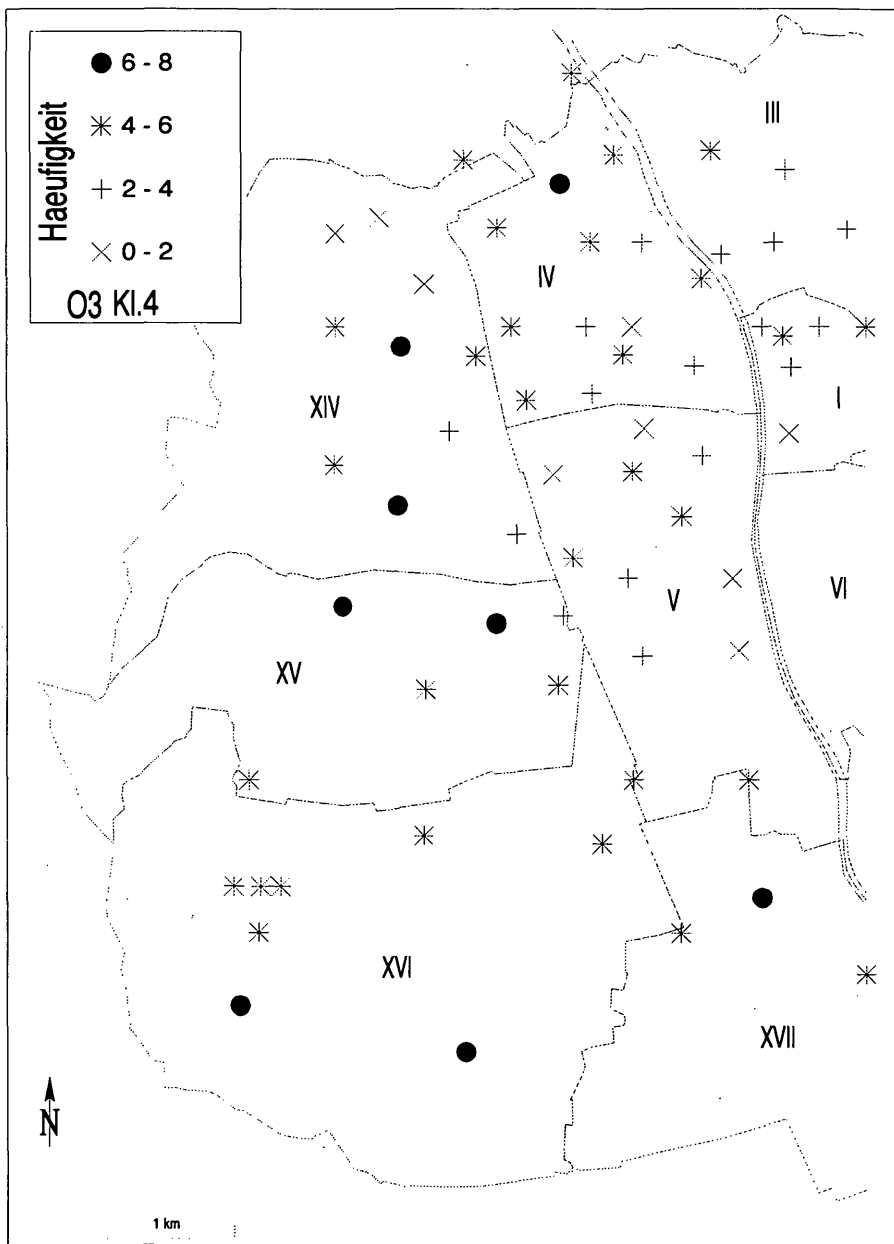 Haeufigkeit
6 - 8
4 - 6
2 - 4
0 - 2
O3 Kl.4
III
IV
I
XIV
V
VI
XV
XVI
XVII
N
1 km